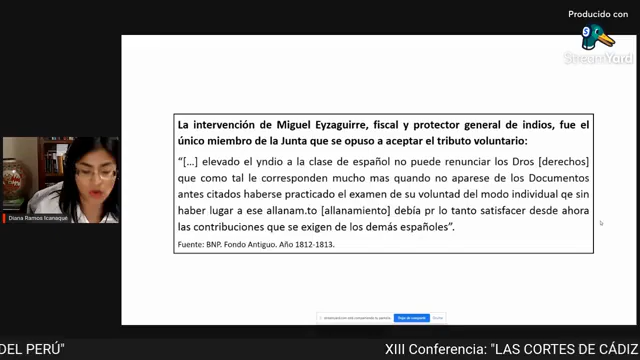 Producido con
StreamYard
La intervención de Miguel Eyzaguirre, fiscal y protector general de indios, fue el
único miembro de la Junta que se opuso a aceptar el tributo voluntario:
“[...] elevado el yndio a la clase de español no puede renunciar los Dros [derechos]
que como tal le corresponden mucho mas quando no aparese de los Documentos
antes citados haberse practicado el examen de su voluntad del modo individual qe sin
haber lugar a ese allanam.to [allanamiento] debía pr lo tanto satisfacer desde ahora
las contribuciones que se exigen de los demás españoles”.
Fuente: BNP. Fondo Antiguo. Año 1812-1813.
Diana Ramos Icanaqué
DEL PERÚ"
XIII Conferencia: "LAS CORTES DE CÁDIZ